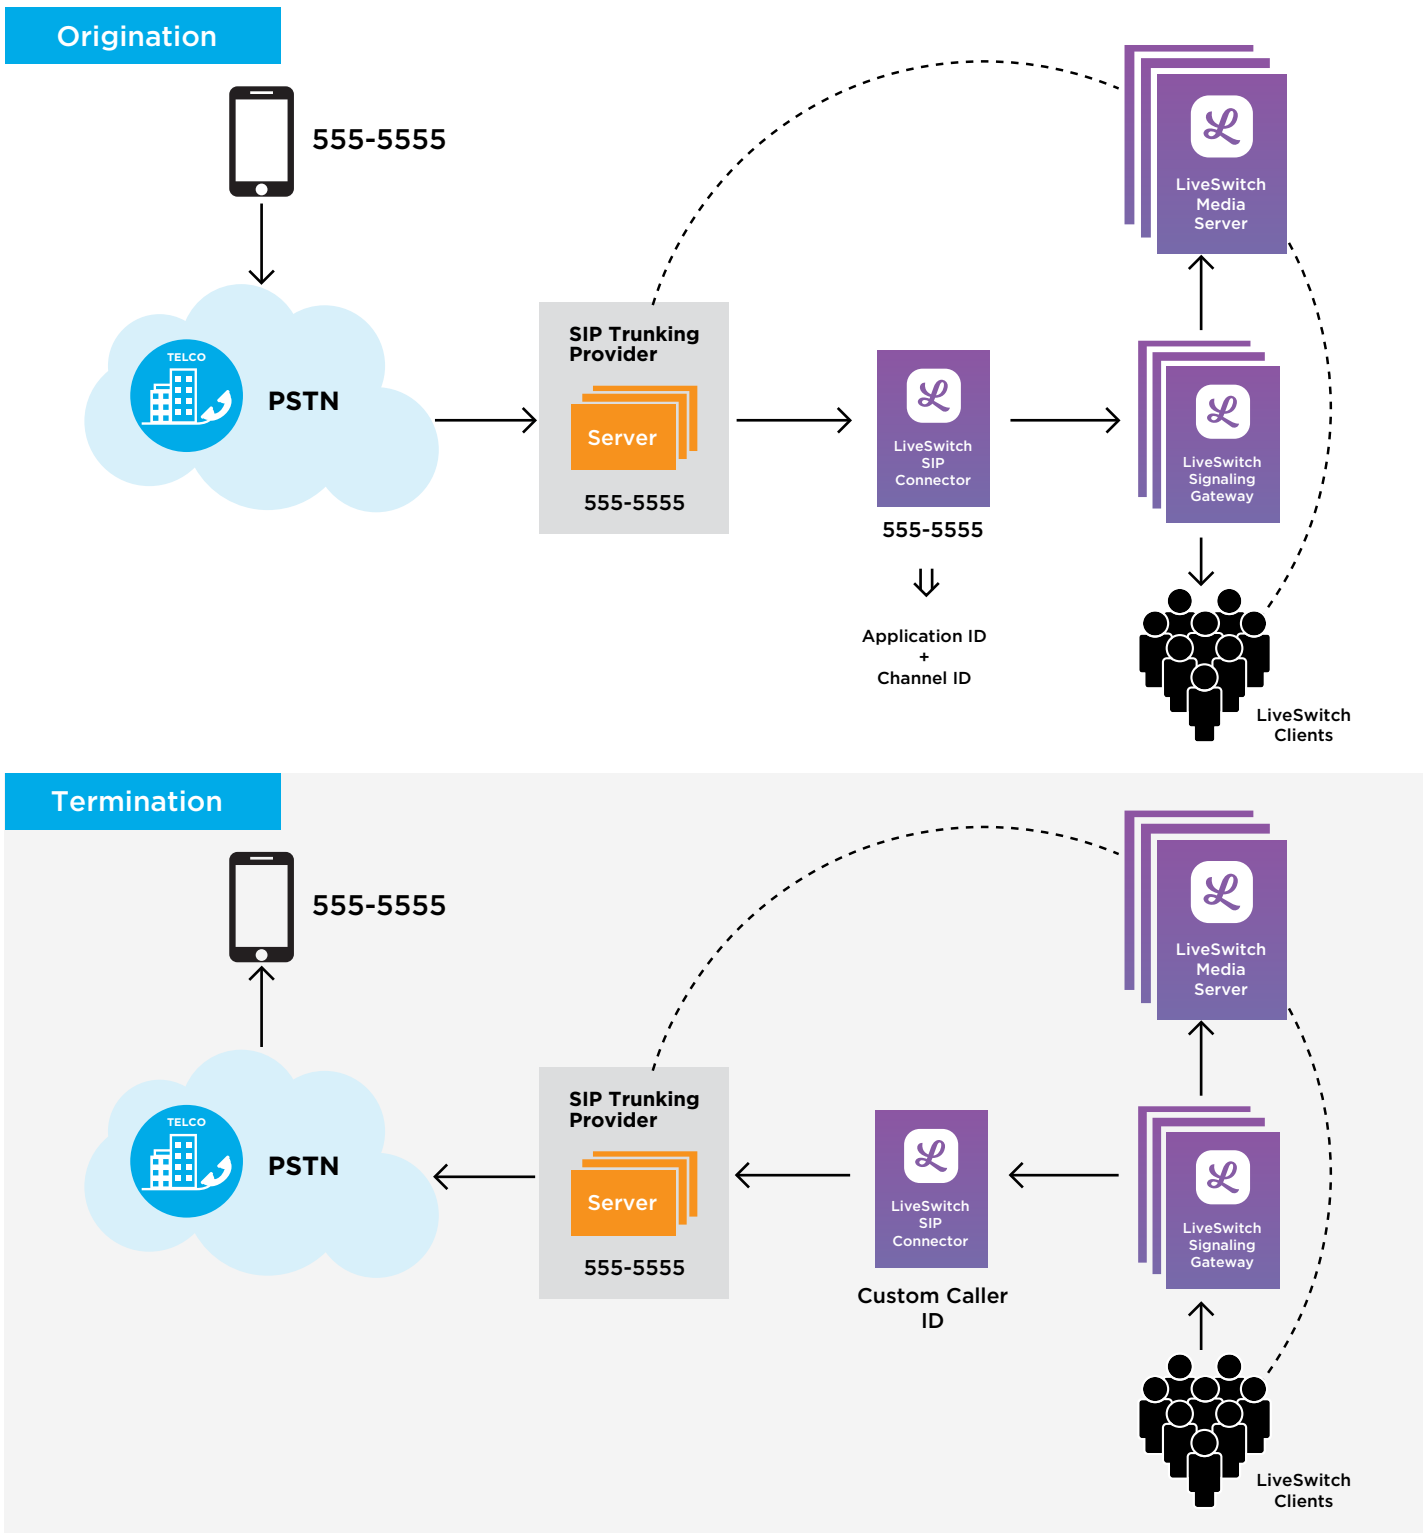 Origination
555-5555
LiveSwitch
Media
Server
TELCO
PSTN
SIP Trunking
Provider
Server
555-5555
LiveSwitch
SIP
Connector
555-5555
Application ID
+
Channel ID
LiveSwitch
Signaling
Gateway
LiveSwitch
Clients
Termination
555-5555
LiveSwitch
Media
Server
TELCO
PSTN
SIP Trunking
Provider
Server
555-5555
LiveSwitch
SIP
Connector
Custom Caller
ID
LiveSwitch
Signaling
Gateway
LiveSwitch
Clients